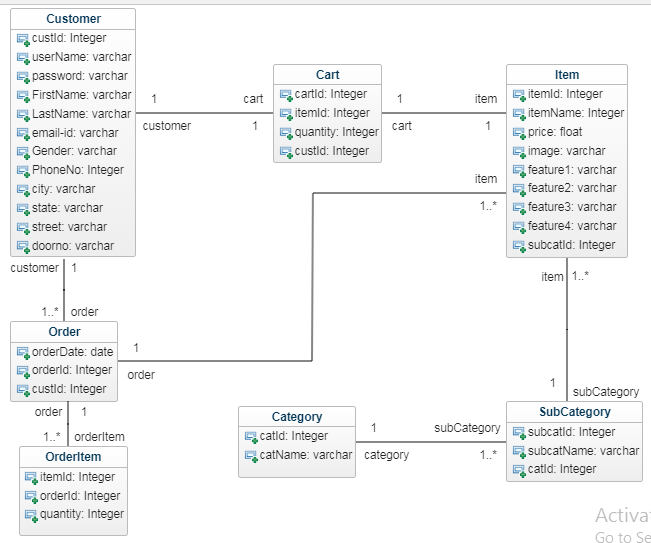 Customer
custId: Integer
userName: varchar
password: varchar
FirstName: varchar
LastName: varchar
email-id: varchar
Gender: varchar
PhoneNo: Integer
city: varchar
state: varchar
street: varchar
doorno: varchar
1
cart
customer
1
Cart
cartId: Integer
itemId: Integer
quantity: Integer
custId: Integer
1
item
cart
1
Item
itemId: Integer
itemName: Integer
price: float
image: varchar
feature1: varchar
feature2: varchar
feature3: varchar
feature4: varchar
subcatId: Integer
item
1..*
customer
1
1..*
order
item
1..*
Order
orderDate: date
orderId: Integer
custId: Integer
1
order
1
subCategory
order
1
1..*
orderItem
OrderItem
itemId: Integer
orderId: Integer
quantity: Integer
Category
catId: Integer
catName: varchar
1
subCategory
category
1..*
SubCategory
subcatId: Integer
subcatName: varchar
catId: Integer
Activa
Go to Se